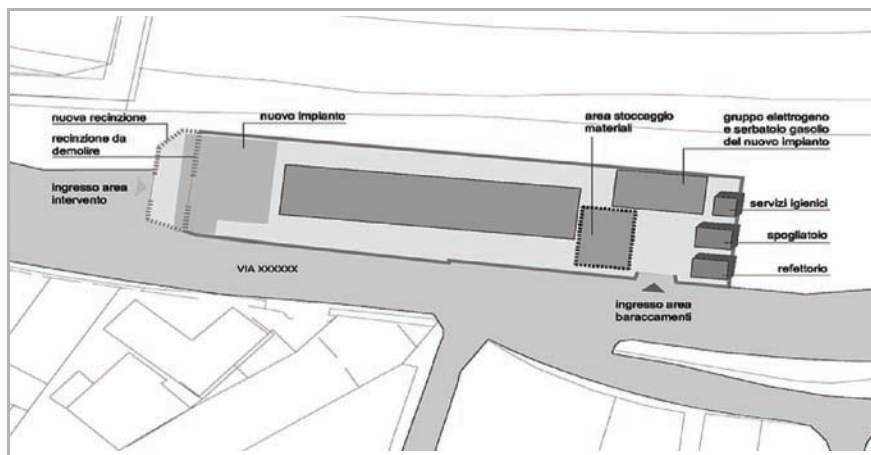 nuova recinzione
recinzione da
demolire
ingresso area
intervento
nuovo impianto
area stoccaggio
materiali
gruppo elettrogeno
e serbatoio gasolio
del nuovo impianto
servizi igienici
spogliatoio
refettorio
VIA XXXXXX
ingresso area
baraccamenti